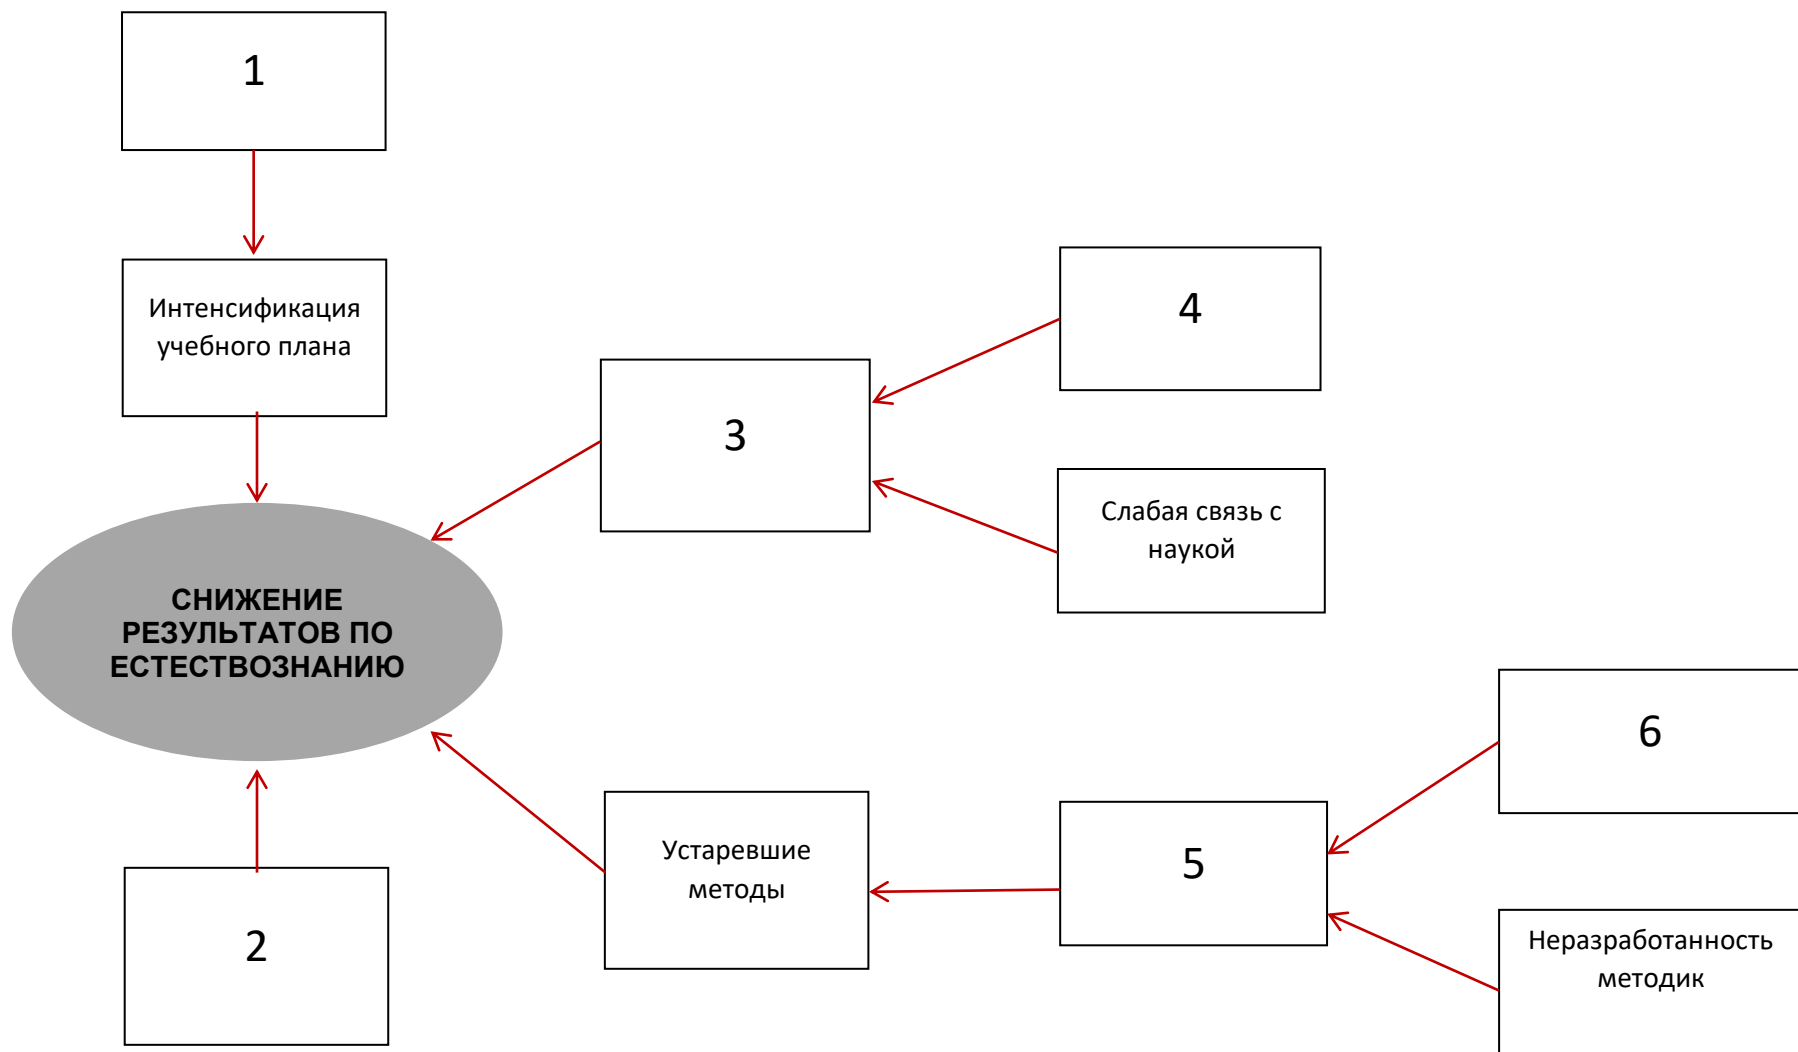 1
Интенсификация
учебного плана
4
3
Слабая связь с
наукой
СНИЖЕНИЕ
РЕЗУЛЬТАТОВ ПО
ЕСТЕСТВОЗНАНИЮ
6
Устаревшие
методы
5
2
Неразработанность
методик